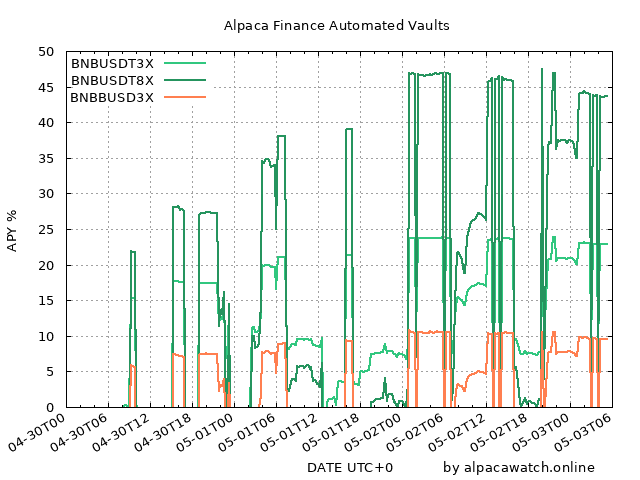 Alpaca Finance Automated Vaults
50
45
40
35
30
25
20
15
10
5
0
APY %
BNBUSDT3X
BNBUSDT8X
BNBBUSD3X
04-30T00
04-30T06
04-30T12
04-30T18
05-01T00
05-01T06
05-01T12
05-01T18
05-02T00
05-02T06
05-02T12
05-02T18
05-03T00
05-03T06
DATE UTC+0
by alpacawatch.online